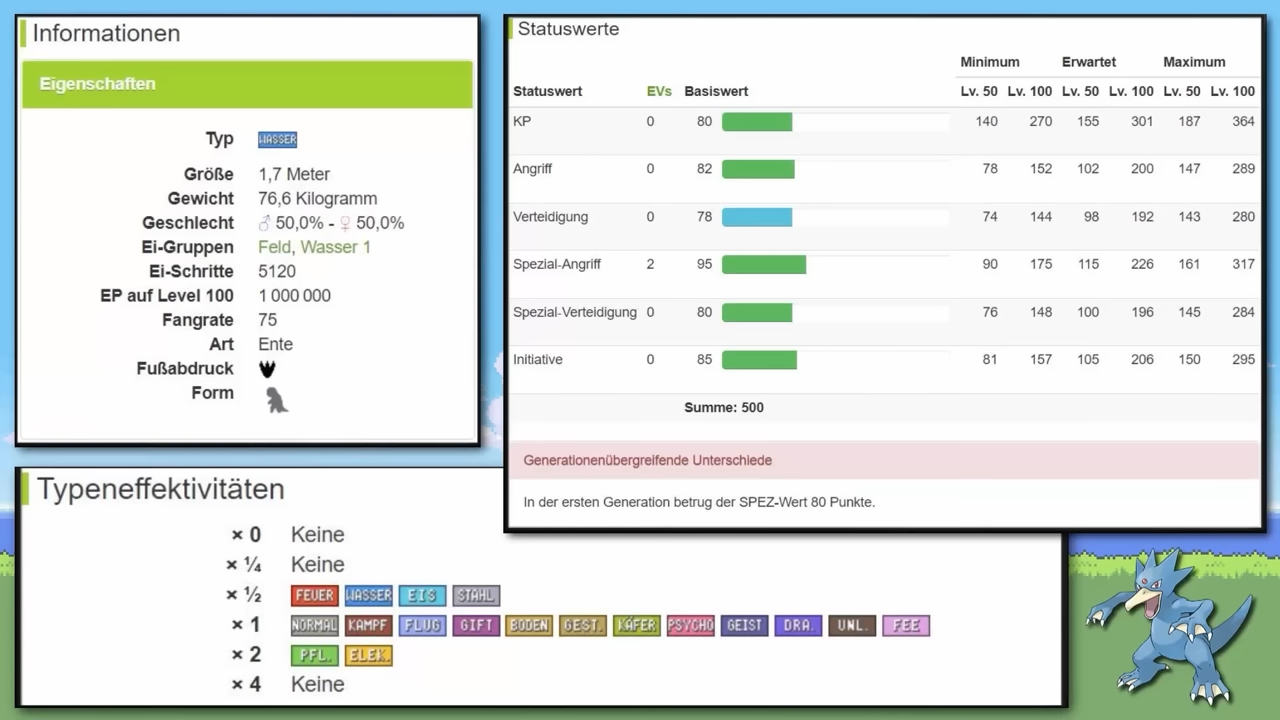 Informationen
Eigenschaften
Typ WASSER
Größe 1,7 Meter
Gewicht 76,6 Kilogramm
Geschlecht ♂ 50,0% - ♀ 50,0%
Ei-Gruppen Feld, Wasser 1
Ei-Schritte 5120
EP auf Level 100 1 000 000
Fangrate 75
Art Ente
Fußabdruck
Form
Statuswerte
Minimum Erwartet Maximum
Statuswert EVs Basiswert Lv. 50 Lv. 100 Lv. 50 Lv. 100 Lv. 50 Lv. 100
KP 0 80 140 270 155 301 187 364
Angriff 0 82 78 152 102 200 147 289
Verteidigung 0 78 74 144 98 192 143 280
Spezial-Angriff 2 95 90 175 115 226 161 317
Spezial-Verteidigung 0 80 76 148 100 196 145 284
Initiative 0 85 81 157 105 206 150 295
Summe: 500
Generationenübergreifende Unterschiede
In der ersten Generation betrug der SPEZ-Wert 80 Punkte.
Typeneffektivitäten
× 0 Keine
× ¼ Keine
× ½ FEUER WASSER EIS STAHL
× 1 NORMAL KAMPF FLUG GIFT BODEN GEST. KÄFER PSYCHO GEIST DRA. UNL. FEE
× 2 PFL. ELEK.
× 4 Keine